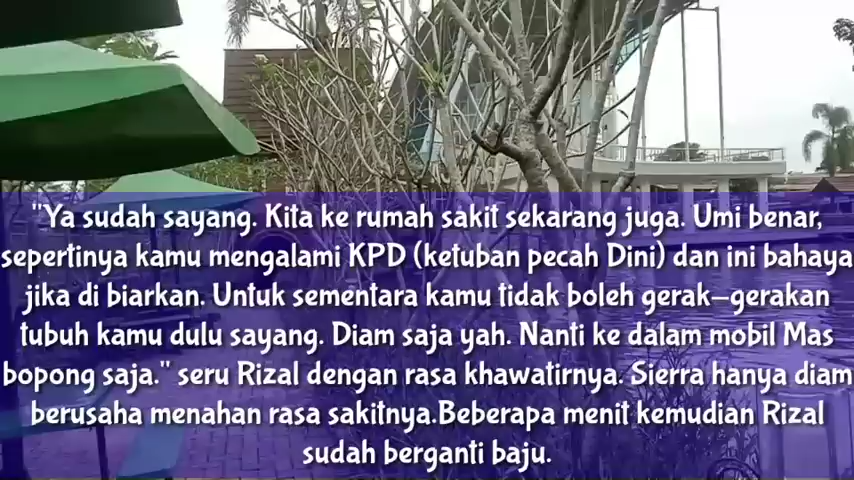 "Ya sudah sayang. Kita ke rumah sakit sekarang juga. Umi benar,
sepertinya kamu mengalami KPD (ketuban pecah Dini) dan ini bahaya
jika di biarkan. Untuk sementara kamu tidak boleh gerak-gerakan
tubuh kamu dulu sayang. Diam saja yah. Nanti ke dalam mobil Mas
bopong saja." seru Rizal dengan rasa khawatirnya. Sierra hanya diam
berusaha menahan rasa sakitnya.Beberapa menit kemudian Rizal
sudah berganti baju.